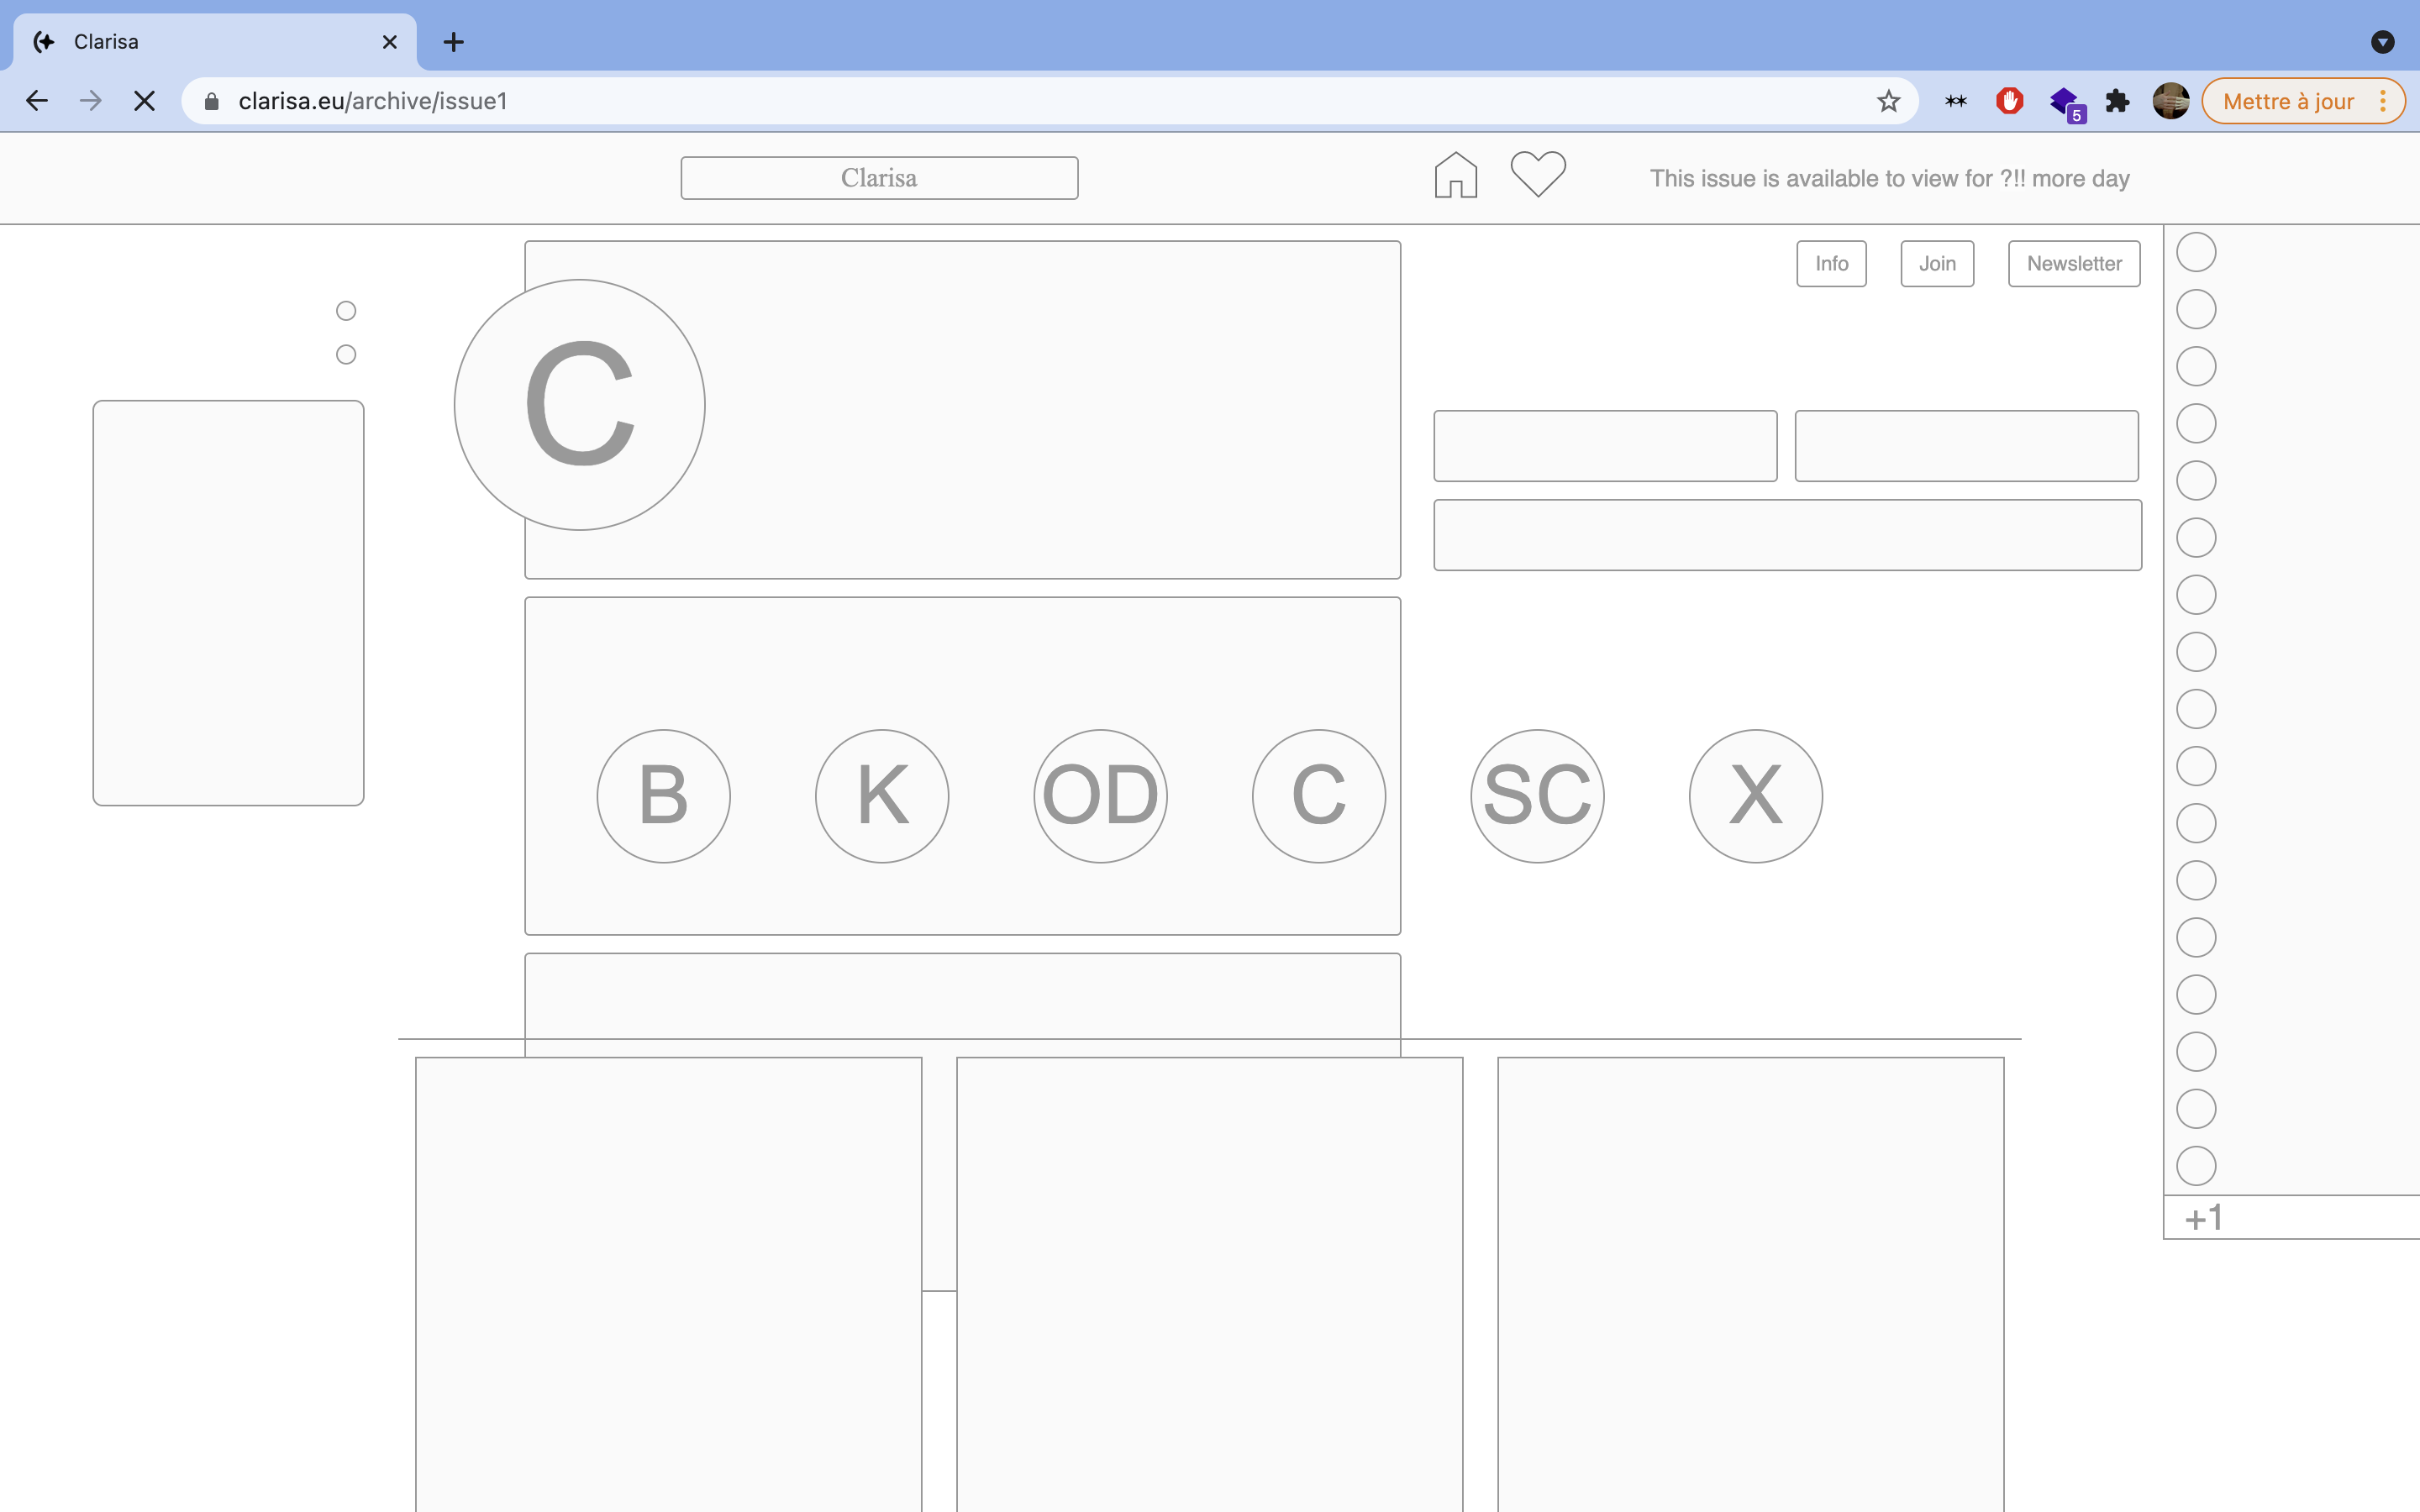 Clarisa
clarisa.eu/archive/issue1
5
Mettre à jour
Clarisa
This issue is available to view for ?!! more day
Info
Join
Newsletter
C
B
K
OD
C
SC
X
+1